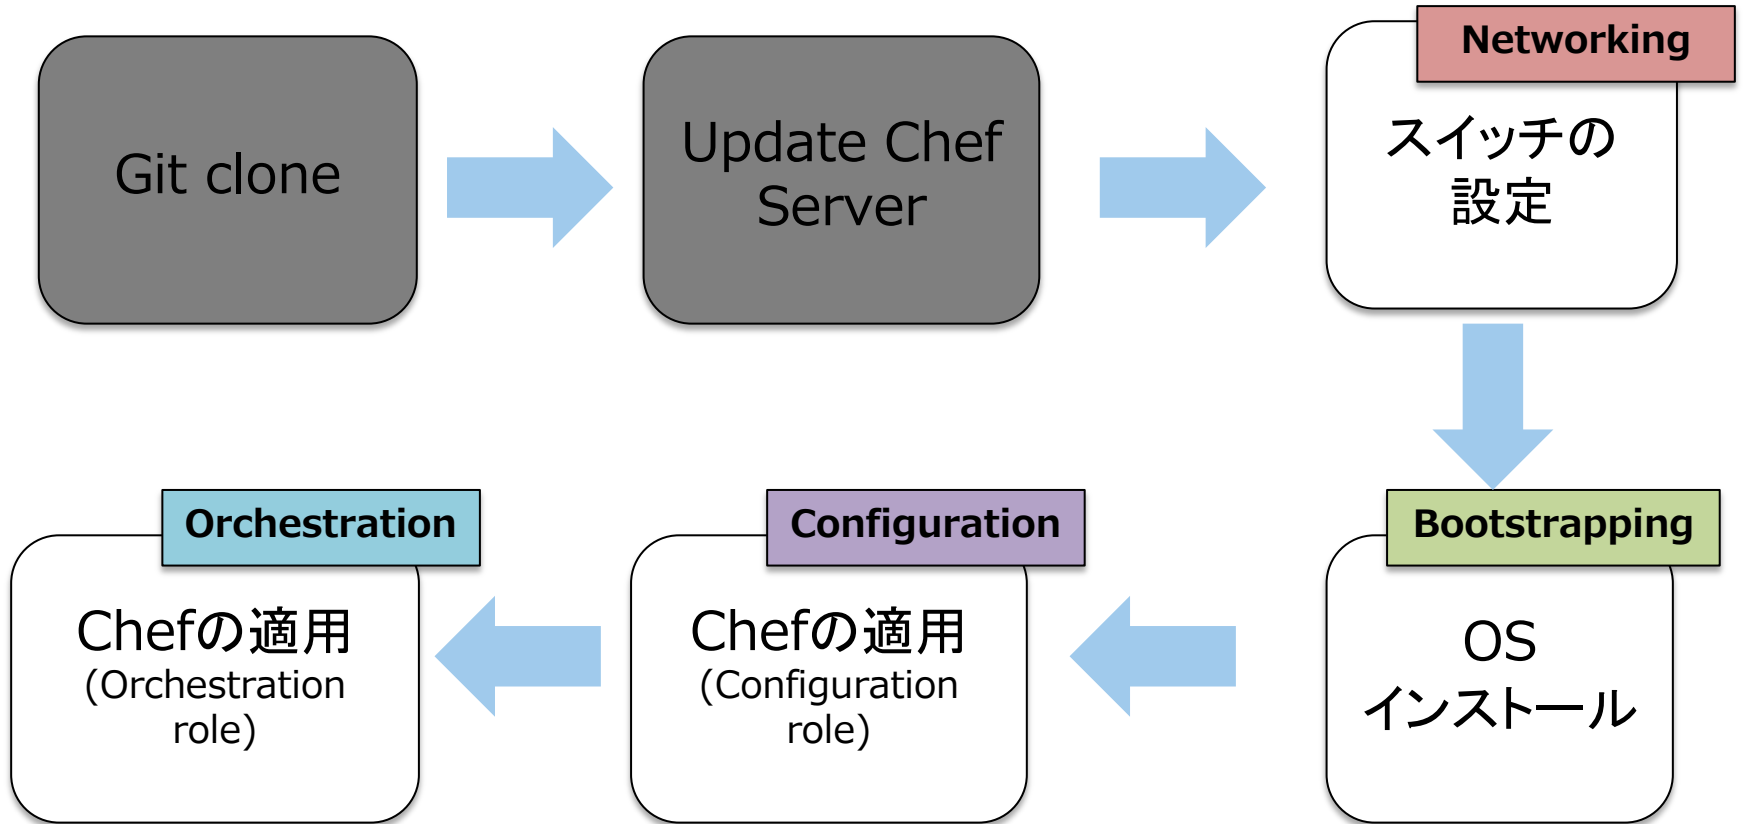 Git clone
Update Chef
Server
Networking
スイッチの
設定
Bootstrapping
OS
インストール
Configuration
Chefの適用
(Configuration
role)
Orchestration
Chefの適用
(Orchestration
role)